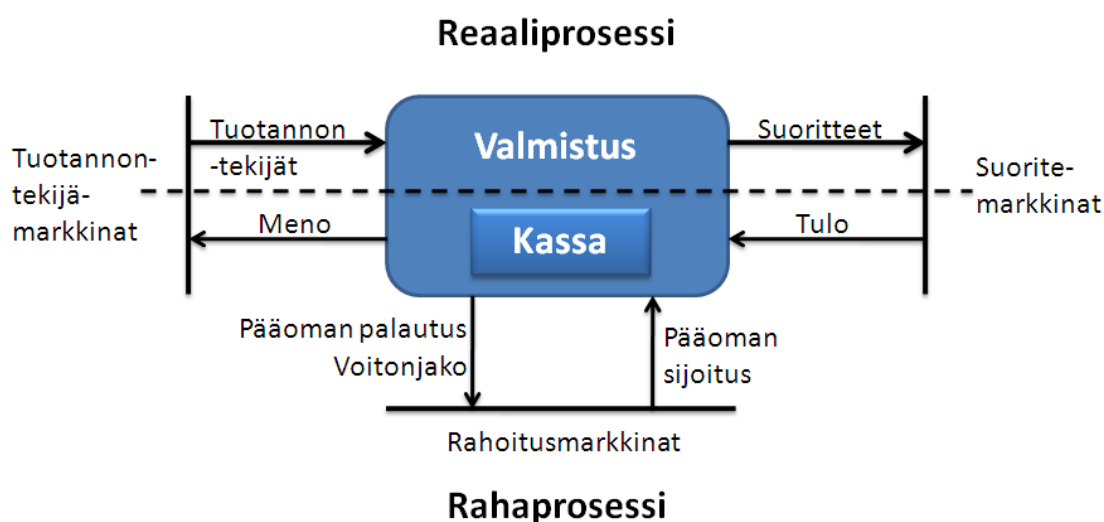 Reaaliprosessi
Tuotannon
-tekijät
Valmistus
Suoritteet
Tuotannon-
tekijä-
markkinat
Suorite-
markkinat
Meno
Kassa
Tulo
Pääoman palautus
Voitonjako
Pääoman
sijoitus
Rahoitusmarkkinat
Rahaprosessi